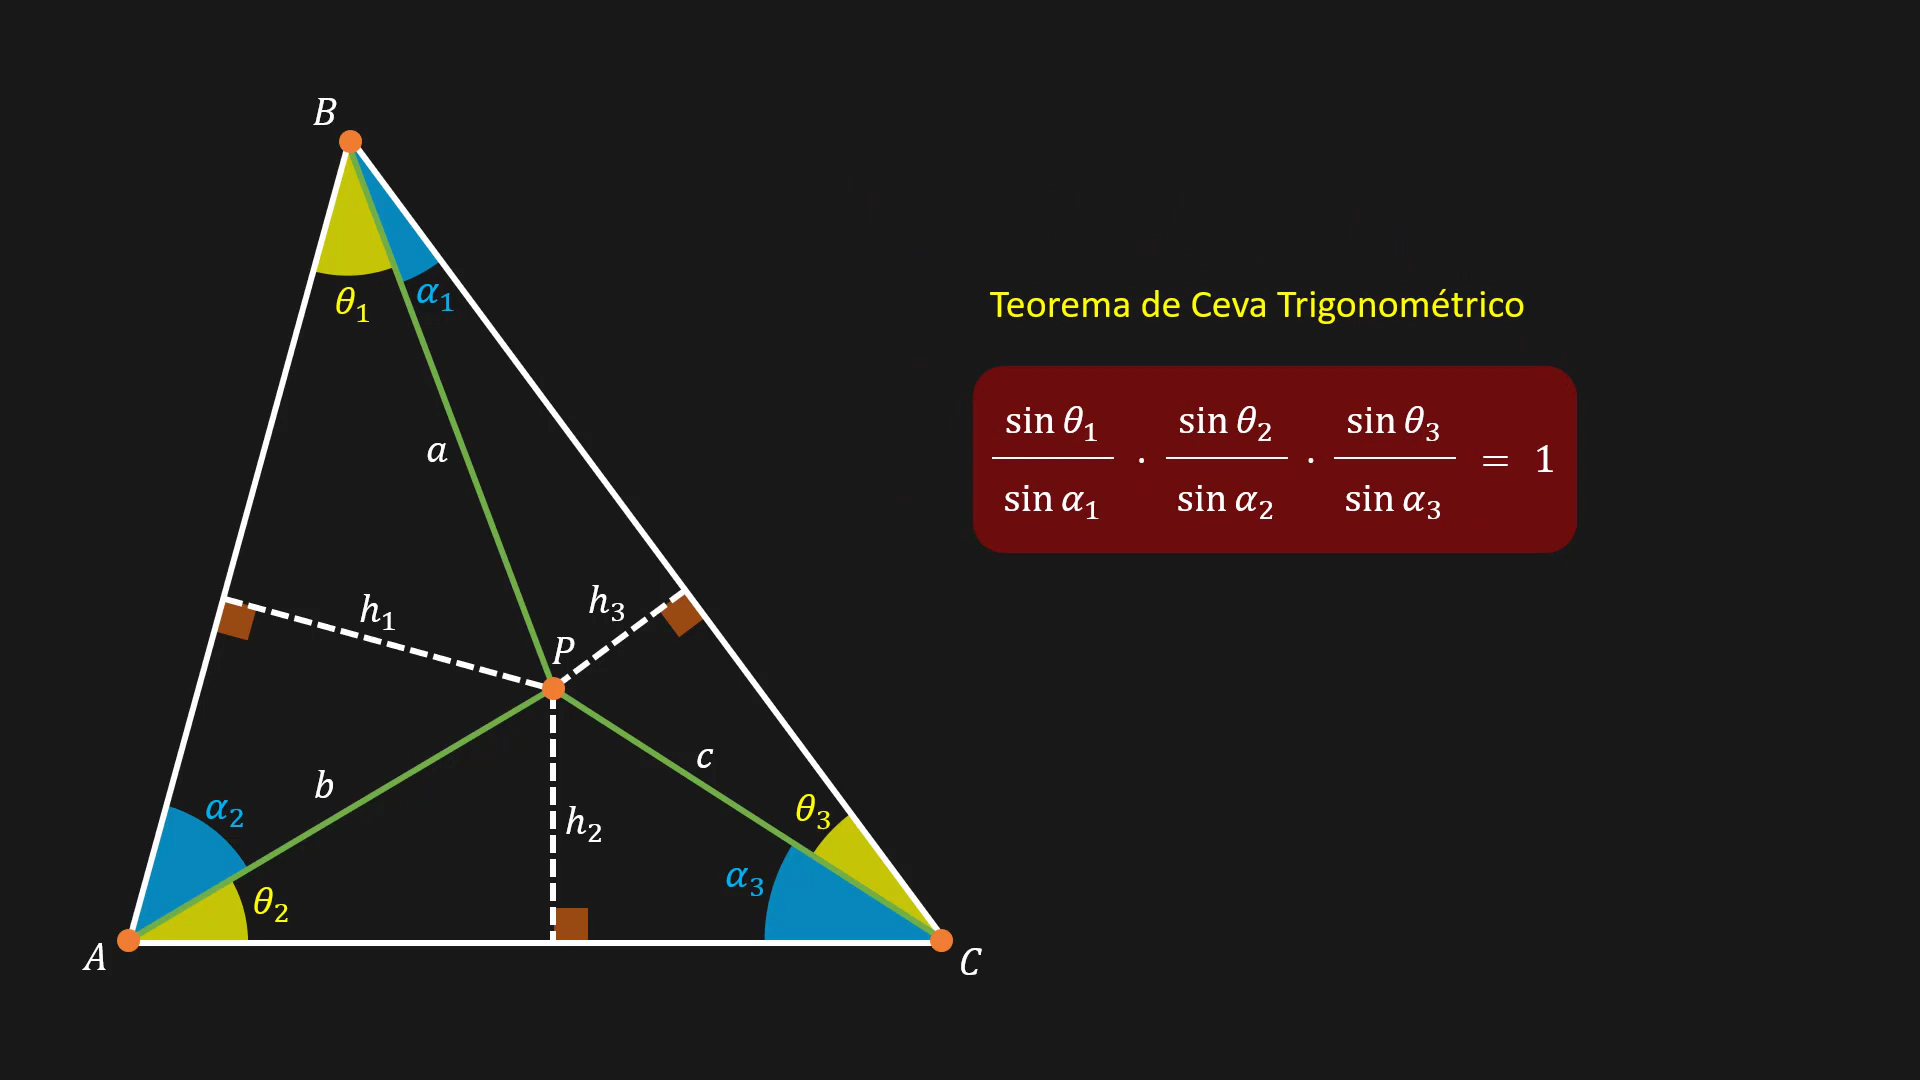 B
θ₁
α₁
Teorema de Ceva Trigonométrico
sin θ₁ / sin α₁ · sin θ₂ / sin α₂ · sin θ₃ / sin α₃ = 1
a
h₁
h₃
P
b
c
α₂
θ₃
h₂
α₃
θ₂
A
C